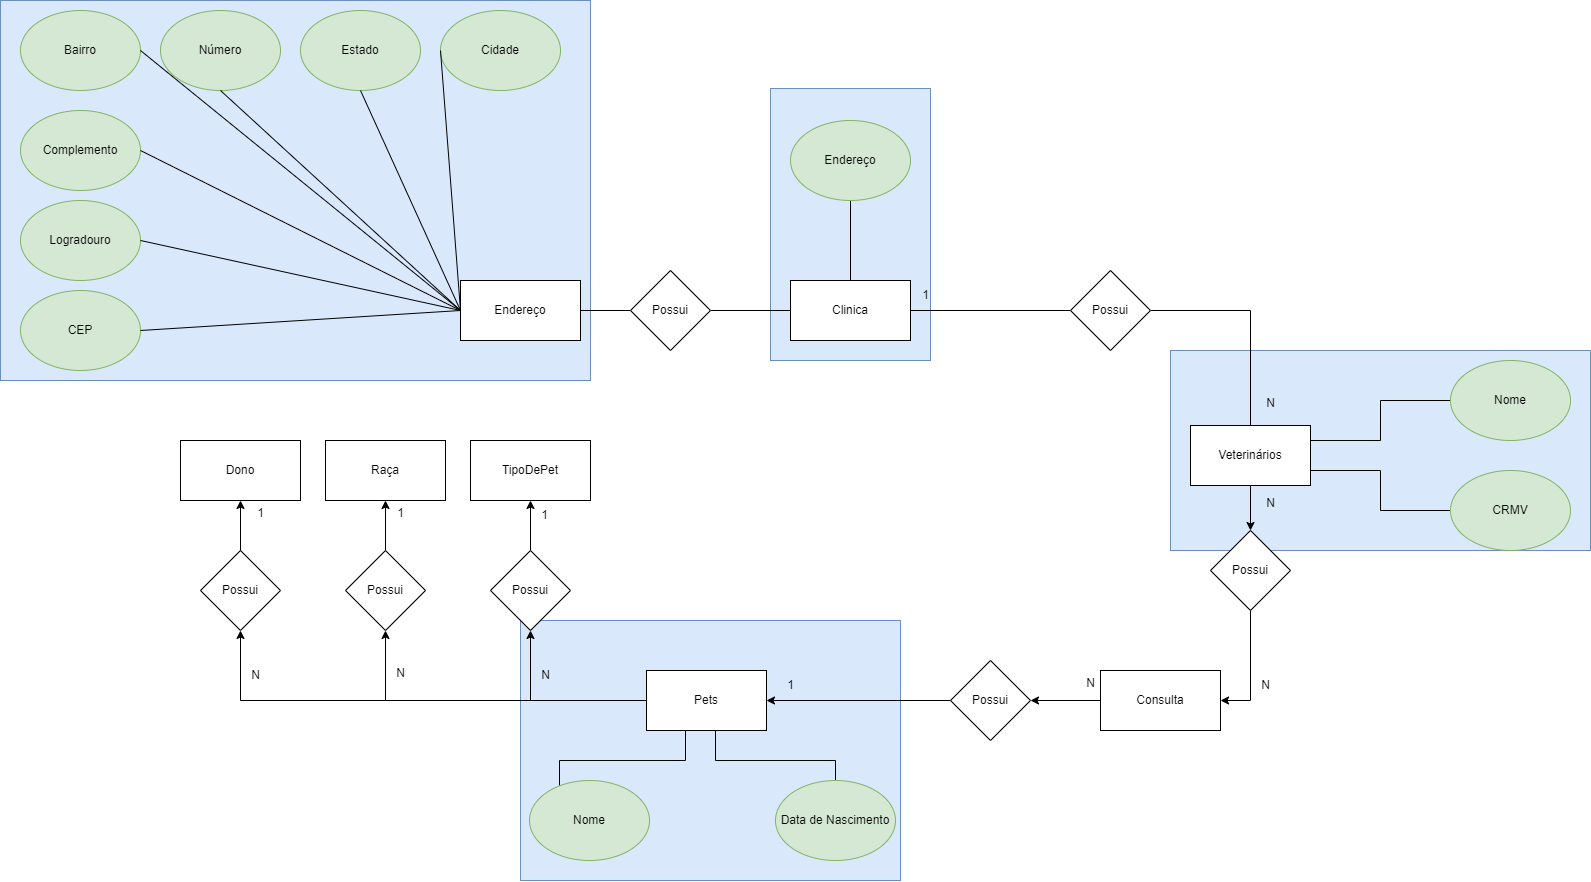 Bairro
Número
Estado
Cidade
Complemento
Endereço
Logradouro
CEP
Endereço
Possui
Clinica
1
Possui
N
Nome
Veterinários
N
CRMV
Possui
Dono
Raça
TipoDePet
1
1
1
Possui
Possui
Possui
N
N
N
Pets
1
Possui
N
Consulta
N
Nome
Data de Nascimento